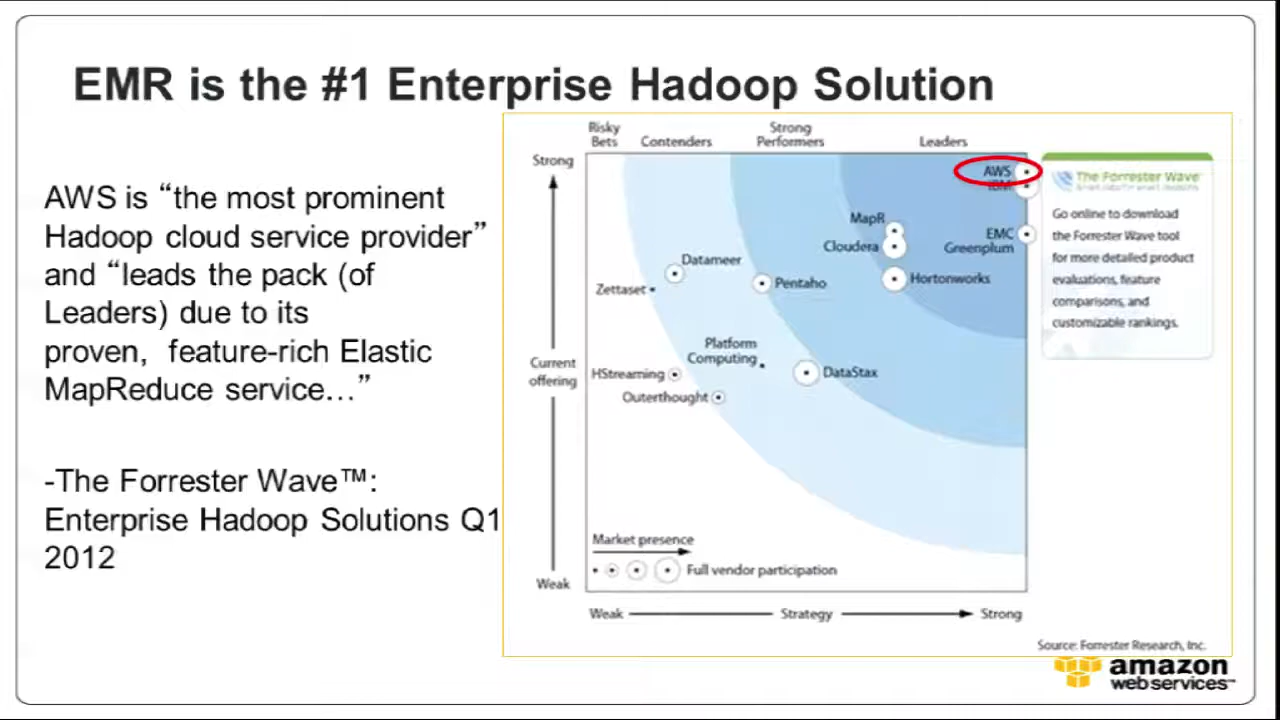 EMR is the #1 Enterprise Hadoop Solution
AWS is “the most prominent
Hadoop cloud service provider”
and “leads the pack (of
Leaders) due to its
proven, feature-rich Elastic
MapReduce service…”
-The Forrester Wave™:
Enterprise Hadoop Solutions Q1
2012
Risky
Bets
Contenders
Strong
Performers
Leaders
Strong
Current
offering
Weak
AWS
IBM
MapR
Cloudera
EMC
Greenplum
Hortonworks
Datameer
Zettaset
Pentaho
Platform
Computing
HStreaming
DataStax
Outerthought
Market presence
Full vendor participation
Weak
Strategy
Strong
The Forrester Wave™
Go online to download
the Forrester Wave tool
for more detailed product
evaluations, feature
comparisons, and
customizable rankings.
Source: Forrester Research, Inc.
amazon
web services™